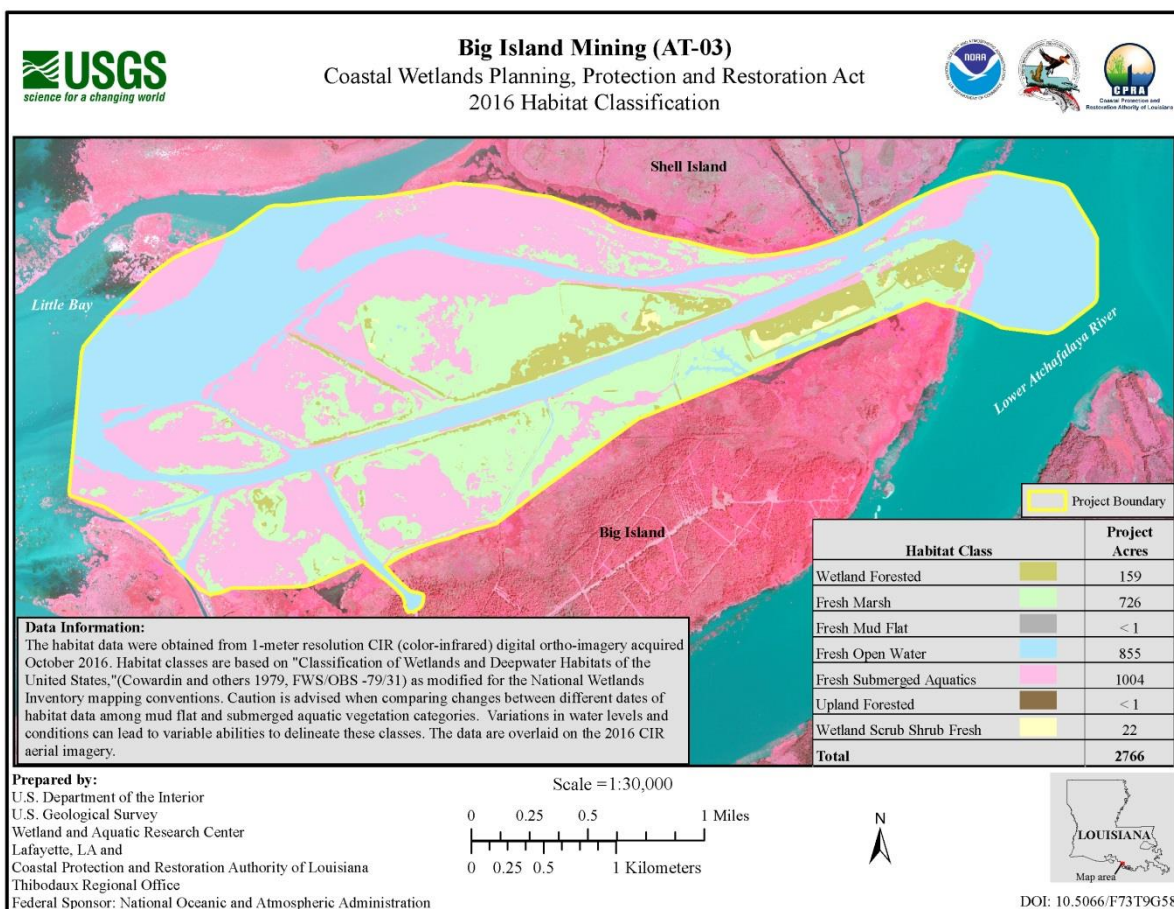 USGS
science for a changing world
Big Island Mining (AT-03)
Coastal Wetlands Planning, Protection and Restoration Act
2016 Habitat Classification
NOAA
CPRA
Coastal Protection and
Restoration Athority of Louisiana
Shell Island
Little Bay
Lower Atchafalaya River
Big Island
Project Boundary
Habitat Class Project Acres
Wetland Forested 159
Fresh Marsh 726
Fresh Mud Flat < 1
Fresh Open Water 855
Fresh Submerged Aquatics 1004
Upland Forested < 1
Wetland Scrub Shrub Fresh 22
Total 2766
Data Information:
The habitat data were obtained from 1-meter resolution CIR (color-infrared) digital ortho-imagery acquired
October 2016. Habitat classes are based on "Classification of Wetlands and Deepwater Habitats of the
United States,"(Cowardin and others 1979, FWS/OBS -79/31) as modified for the National Wetlands
Inventory mapping conventions. Caution is advised when comparing changes between different dates of
habitat data among mud flat and submerged aquatic vegetation categories. Variations in water levels and
conditions can lead to variable abilities to delineate these classes. The data are overlaid on the 2016 CIR
aerial imagery.
Prepared by:
U.S. Department of the Interior
U.S. Geological Survey
Wetland and Aquatic Research Center
Lafayette, LA and
Coastal Protection and Restoration Authority of Louisiana
Thibodaux Regional Office
Federal Sponsor: National Oceanic and Atmospheric Administration
Scale =1:30,000
0 0.25 0.5 1 Miles
0 0.25 0.5 1 Kilometers
N
LOUISIANA
Map area
DOI: 10.5066/F73T9G58